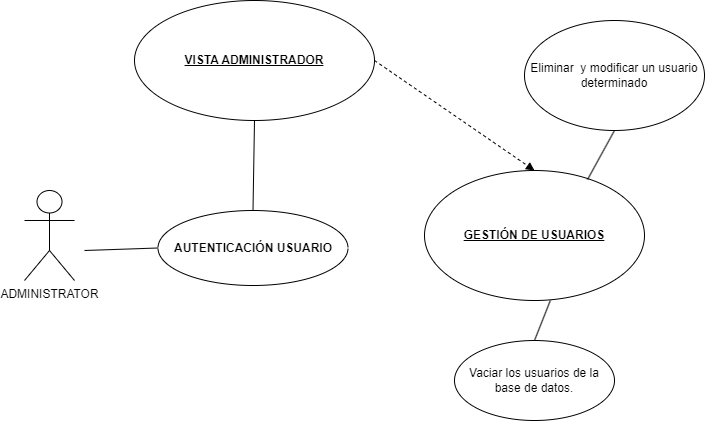 VISTA ADMINISTRADOR
Eliminar y modificar un usuario
determinado
GESTIÓN DE USUARIOS
AUTENTICACIÓN USUARIO
ADMINISTRATOR
Vaciar los usuarios de la
base de datos.